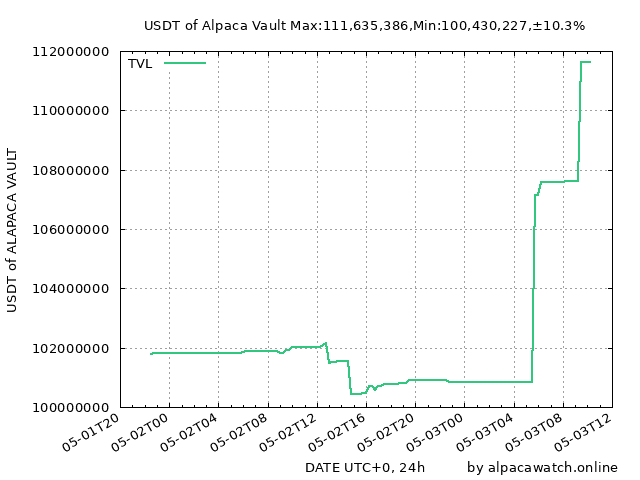 USDT of Alpaca Vault Max:111,635,386,Min:100,430,227,±10.3%
TVL
112000000
110000000
108000000
106000000
104000000
102000000
100000000
USDT of ALAPACA VAULT
05-01T20
05-02T00
05-02T04
05-02T08
05-02T12
05-02T16
05-02T20
05-03T00
05-03T04
05-03T08
05-03T12
DATE UTC+0, 24h
by alpacawatch.online